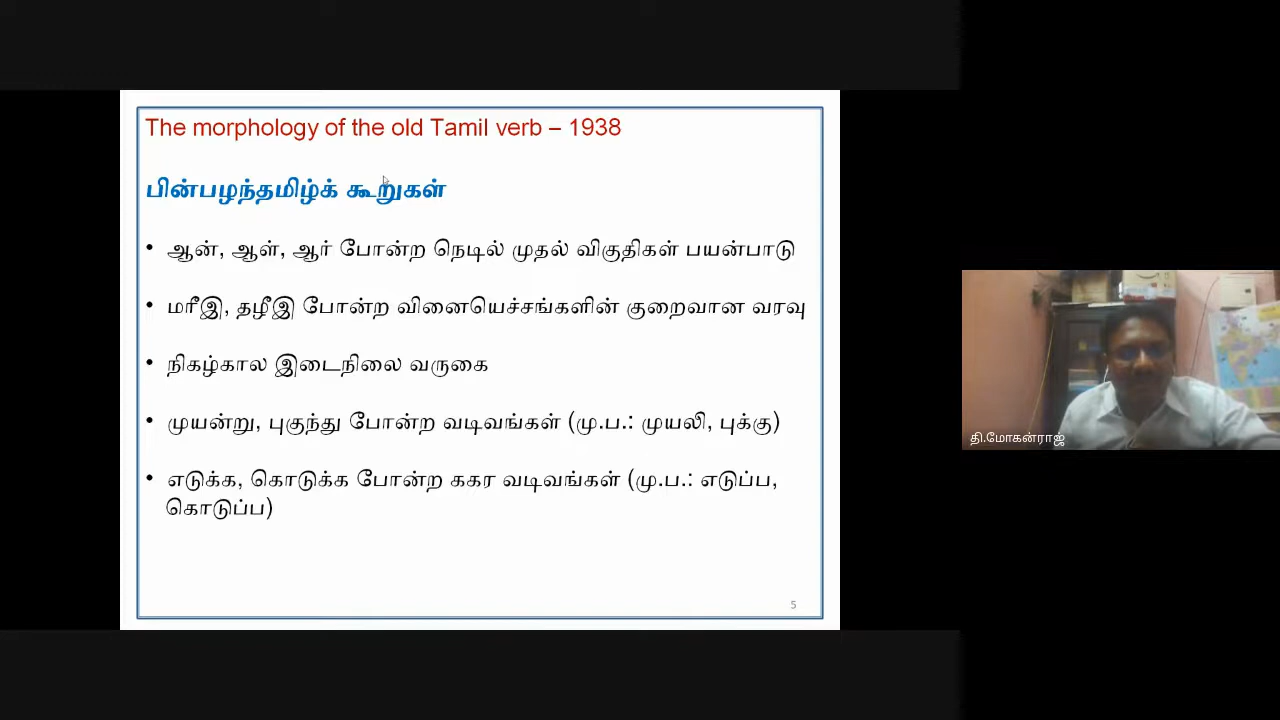 The morphology of the old Tamil verb – 1938
பின்பழந்தமிழ்க் கூறுகள்
• ஆன், ஆள், ஆர் போன்ற நெடில் முதல் விகுதிகள் பயன்பாடு
• மரீஇ, தழீஇ போன்ற வினையெச்சங்களின் குறைவான வரவு
• நிகழ்கால இடைநிலை வருகை
• முயன்று, புகுந்து போன்ற வடிவங்கள் (மு.ப.: முயலி, புக்கு)
• எடுக்க, கொடுக்க போன்ற ககர வடிவங்கள் (மு.ப.: எடுப்ப,
கொடுப்ப)
5
தி.மோகன்ராஜ்